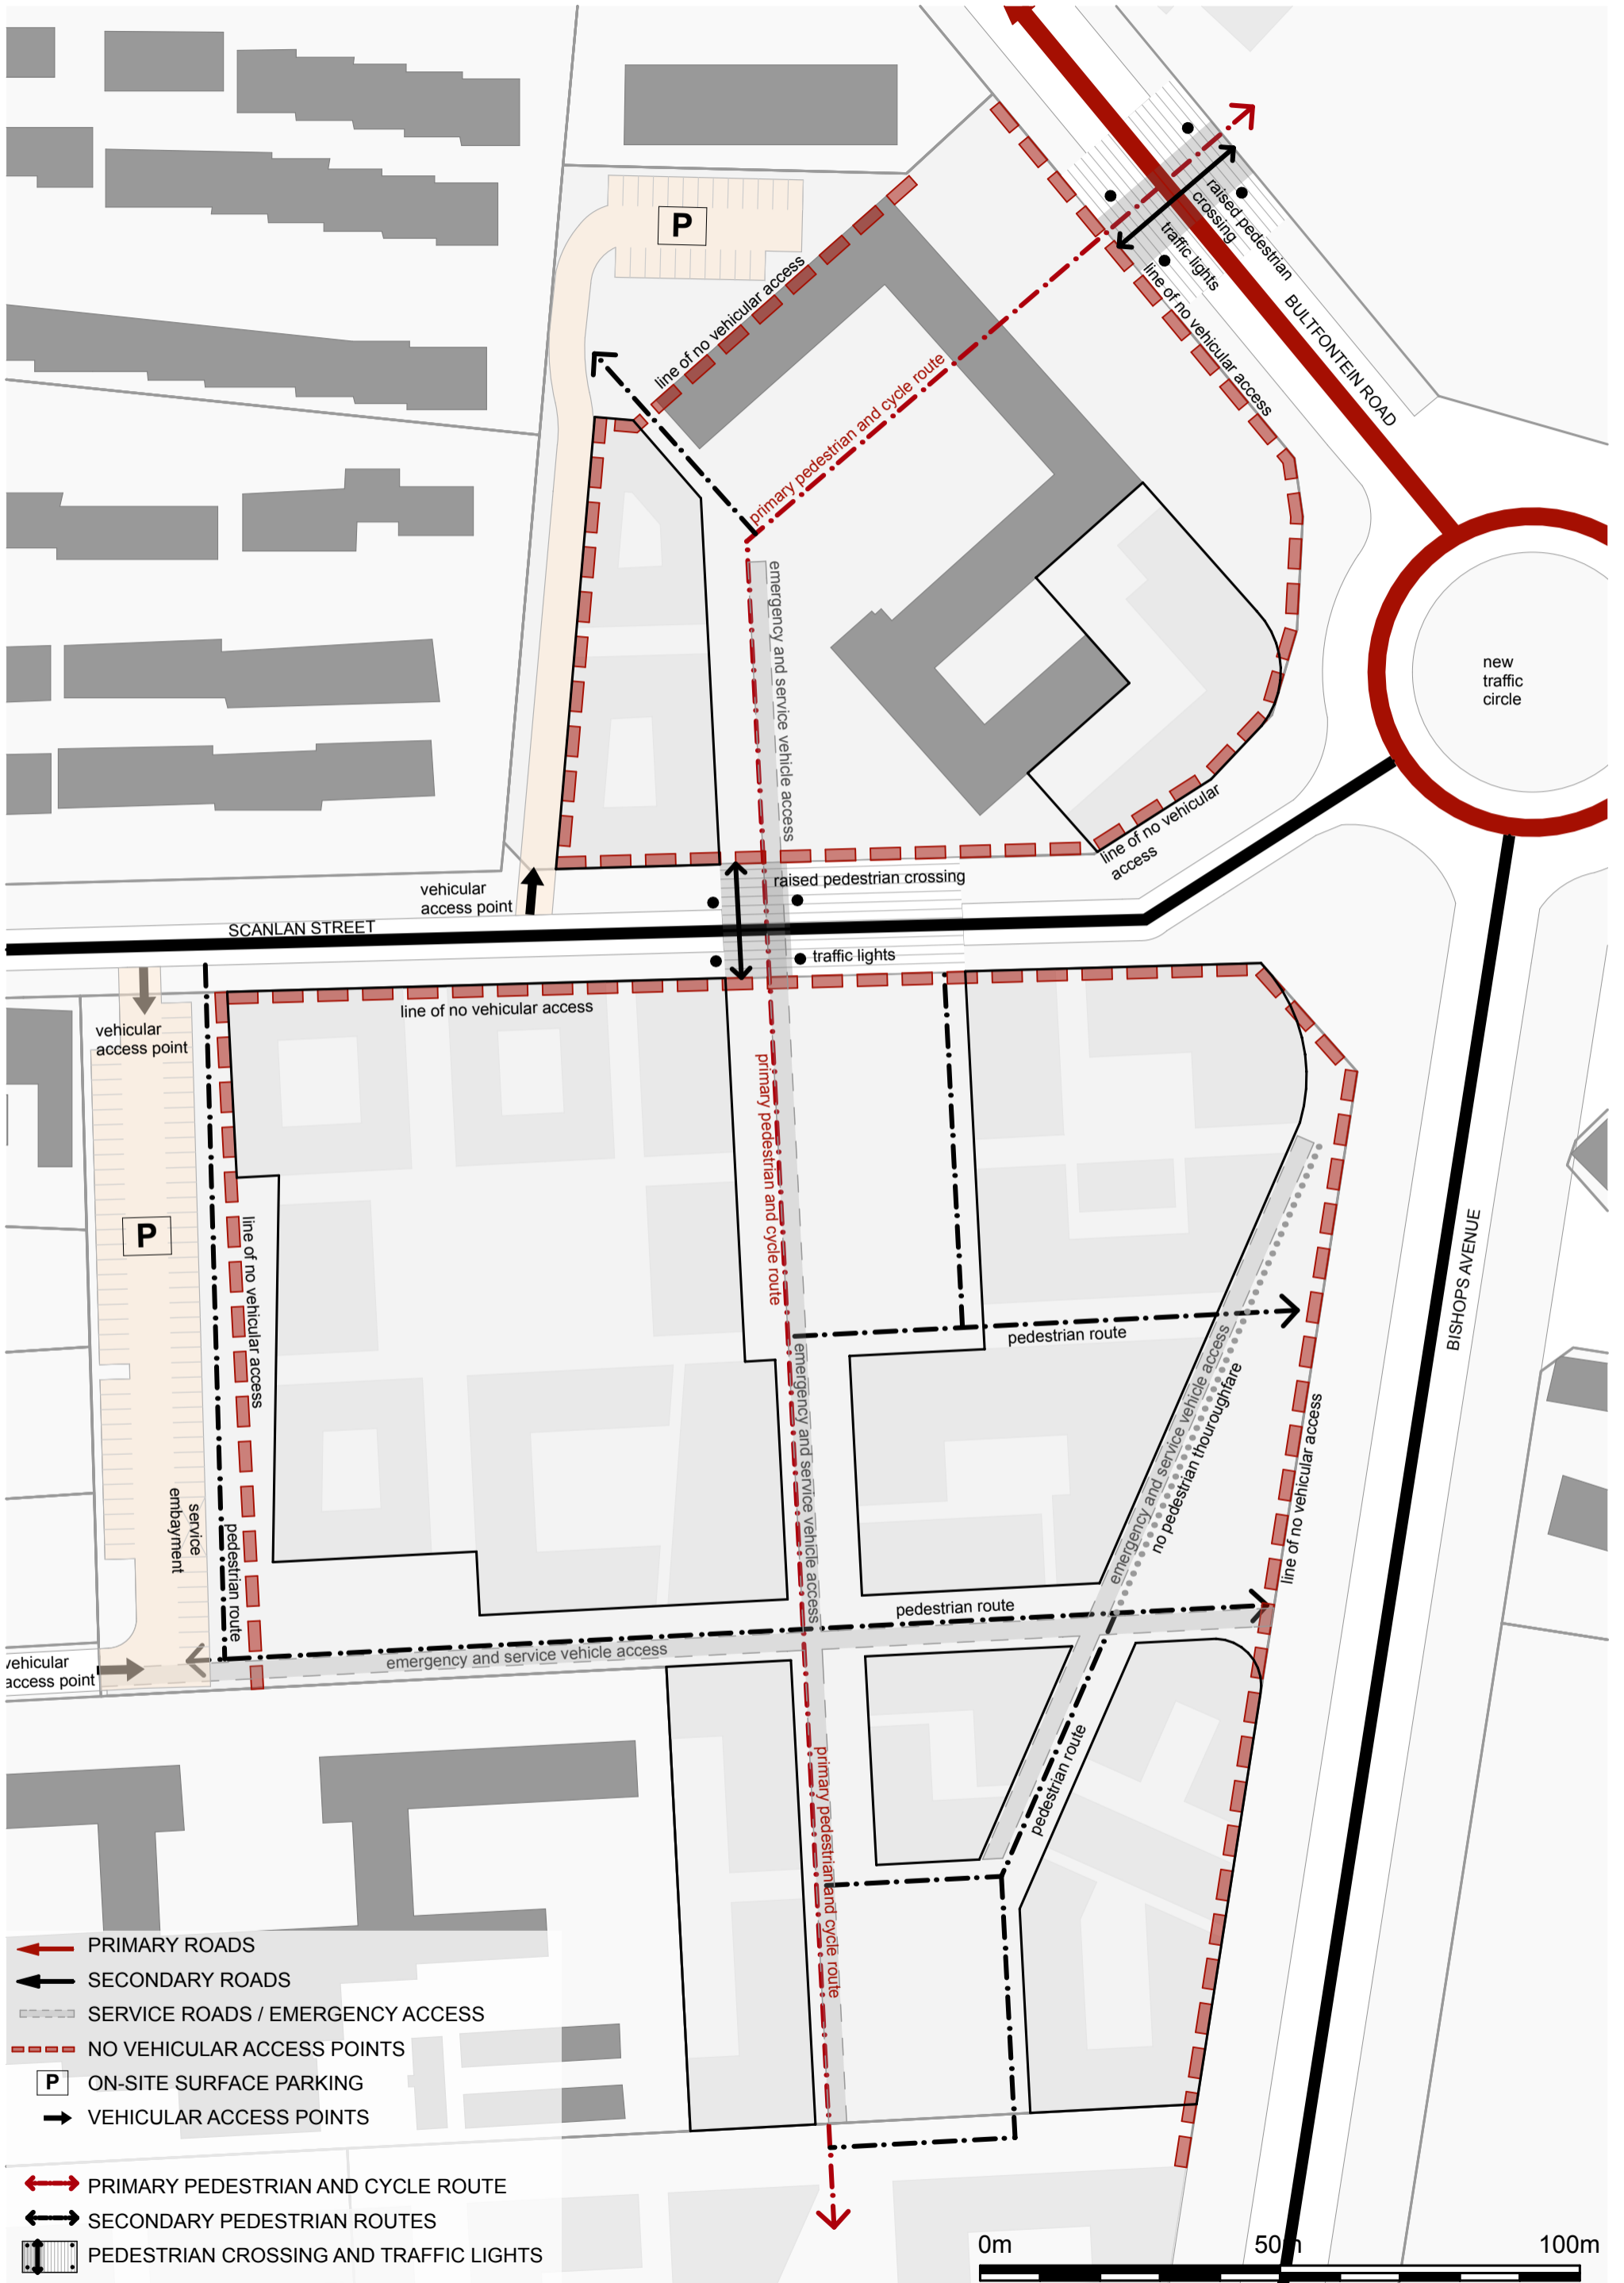 raised pedestrian
crossing
traffic lights
BULTFONTEIN ROAD
P
line of no vehicular access
line of no vehicular access
primary pedestrian and cycle route
emergency and service vehicle access
new
traffic
circle
line of no vehicular
access
raised pedestrian crossing
vehicular
access point
SCANLAN STREET
traffic lights
line of no vehicular access
vehicular
access point
primary pedestrian and cycle route
P
line of no vehicular access
BISHOPS AVENUE
pedestrian route
emergency and service vehicle access
emergency and service vehicle access
no pedestrian thouroughfare
line of no vehicular access
service
embayment
pedestrian route
pedestrian route
emergency and service vehicle access
vehicular
access point
pedestrian route
primary pedestrian and cycle route
PRIMARY ROADS
SECONDARY ROADS
SERVICE ROADS / EMERGENCY ACCESS
NO VEHICULAR ACCESS POINTS
P ON-SITE SURFACE PARKING
VEHICULAR ACCESS POINTS
PRIMARY PEDESTRIAN AND CYCLE ROUTE
SECONDARY PEDESTRIAN ROUTES
PEDESTRIAN CROSSING AND TRAFFIC LIGHTS
0m 50m 100m